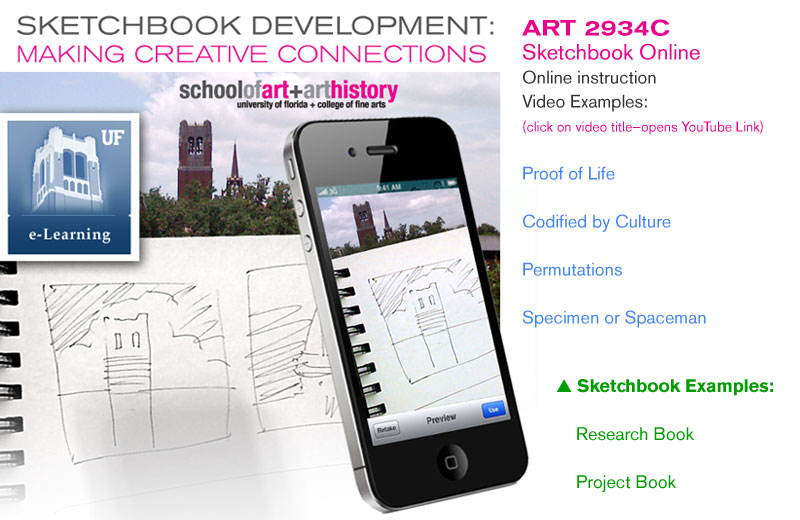 SKETCHBOOK DEVELOPMENT:
MAKING CREATIVE CONNECTIONS
schoolofart+arthistory
university of florida + college of fine arts
UF
e-Learning
9:41 AM
Retake
Preview
Use
ART 2934C
Sketchbook Online
Online instruction
Video Examples:
(click on video title–opens YouTube Link)
Proof of Life
Codified by Culture
Permutations
Specimen or Spaceman
▲ Sketchbook Examples:
Research Book
Project Book